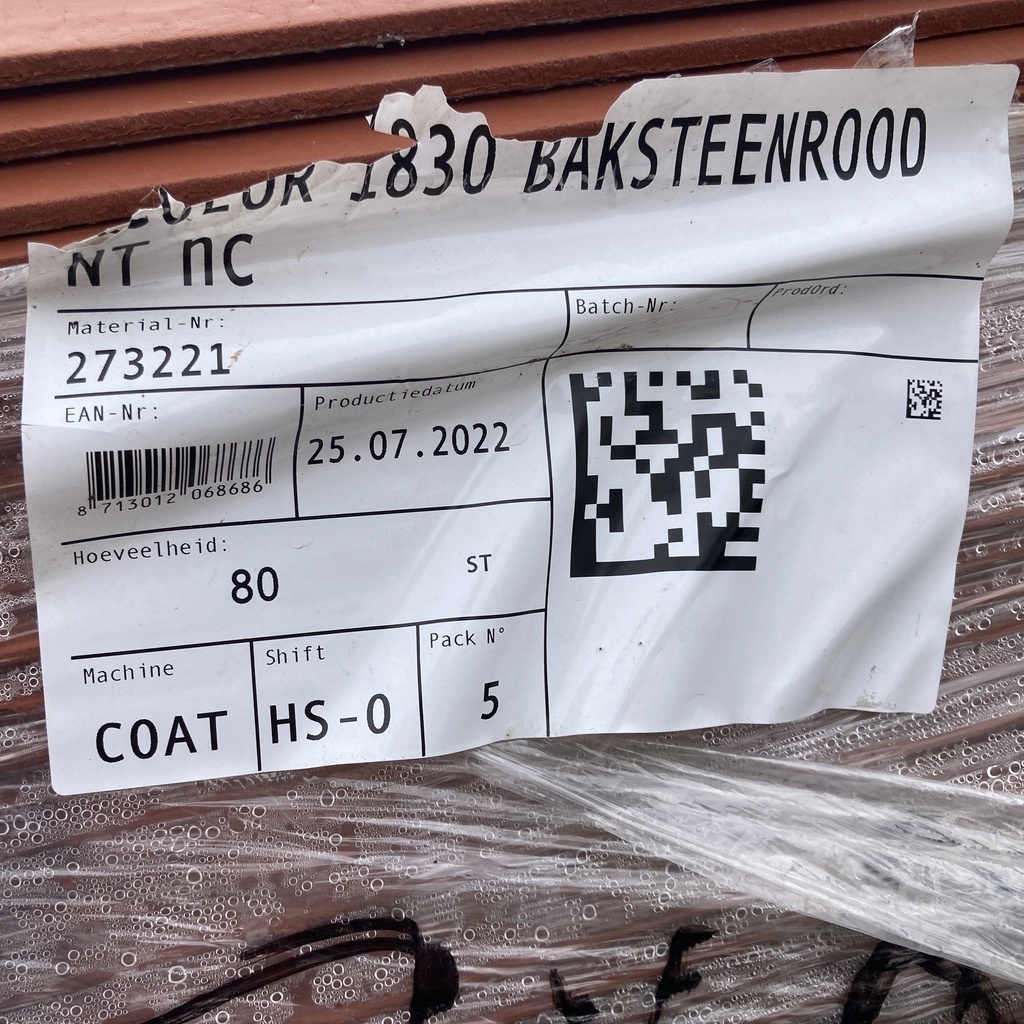 1830 BAKSTEENROOD
NT nC
Material-Nr:
273221
Batch-Nr:
ProdOrd:
EAN-Nr:
8 713012 068686
Productiedatum
25.07.2022
Hoeveelheid:
80 ST
Machine
COAT
Shift
HS-0
Pack N°
5